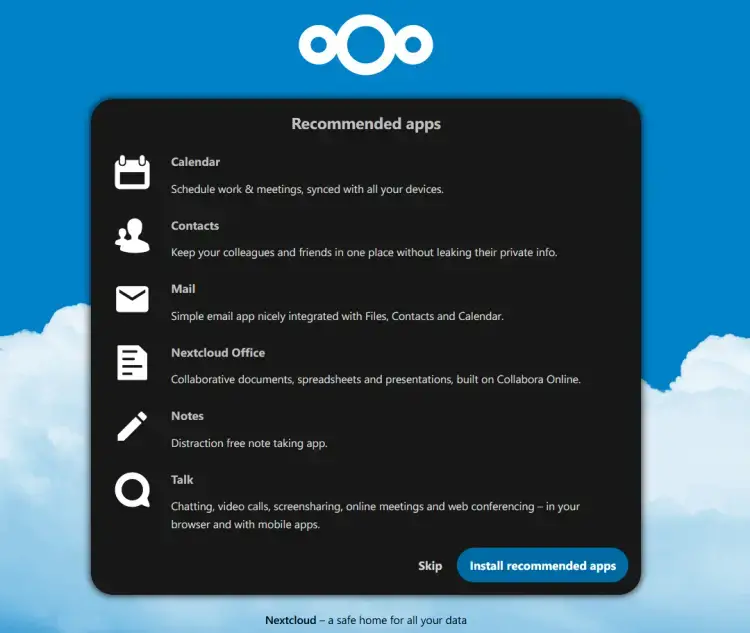 Recommended apps
Calendar
Schedule work & meetings, synced with all your devices.
Contacts
Keep your colleagues and friends in one place without leaking their private info.
Mail
Simple email app nicely integrated with Files, Contacts and Calendar.
Nextcloud Office
Collaborative documents, spreadsheets and presentations, built on Collabora Online.
Notes
Distraction free note taking app.
Talk
Chatting, video calls, screensharing, online meetings and web conferencing – in your
browser and with mobile apps.
Skip
Install recommended apps
Nextcloud – a safe home for all your data